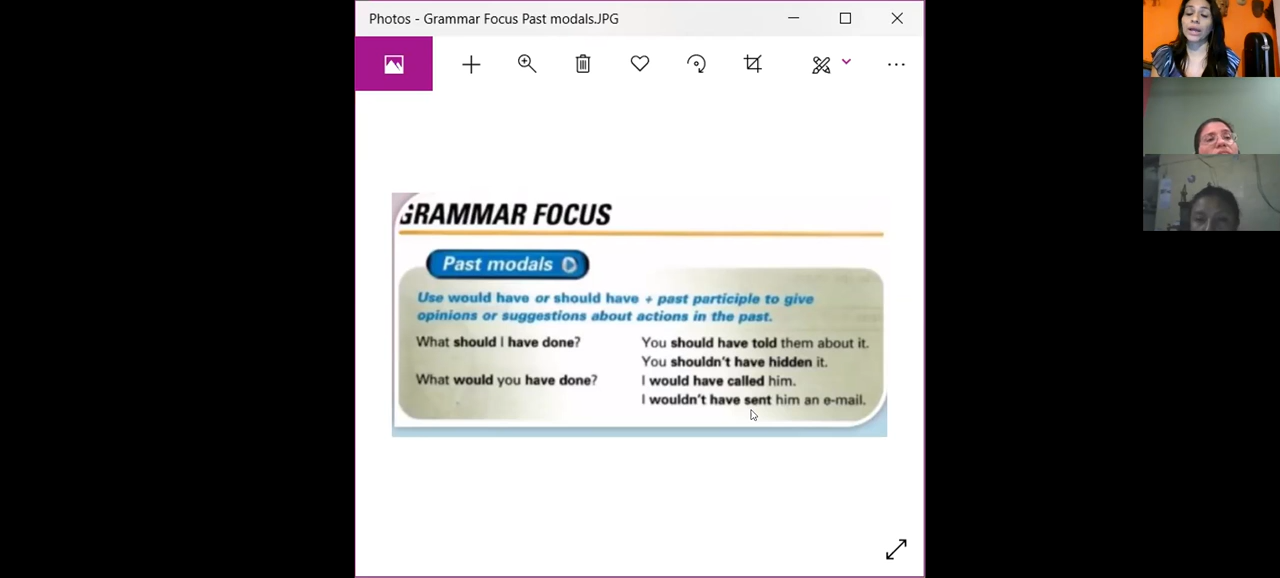 Photos - Grammar Focus Past modals.JPG
GRAMMAR FOCUS
Past modals
Use would have or should have + past participle to give
opinions or suggestions about actions in the past.
What should I have done?
You should have told them about it.
You shouldn't have hidden it.
What would you have done?
I would have called him.
I wouldn't have sent him an e-mail.